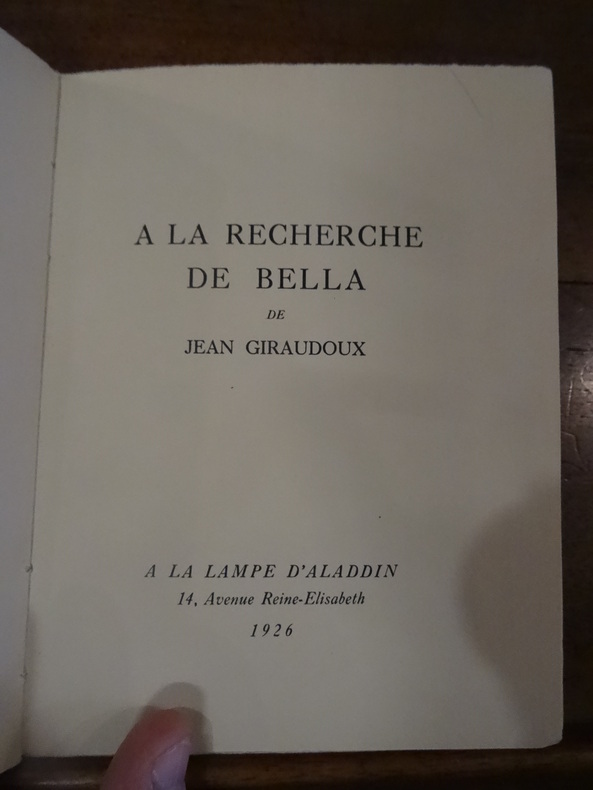 A LA RECHERCHE
DE BELLA
DE
JEAN GIRAUDOUX
A LA LAMPE D'ALADDIN
14, Avenue Reine-Elisabeth
1926